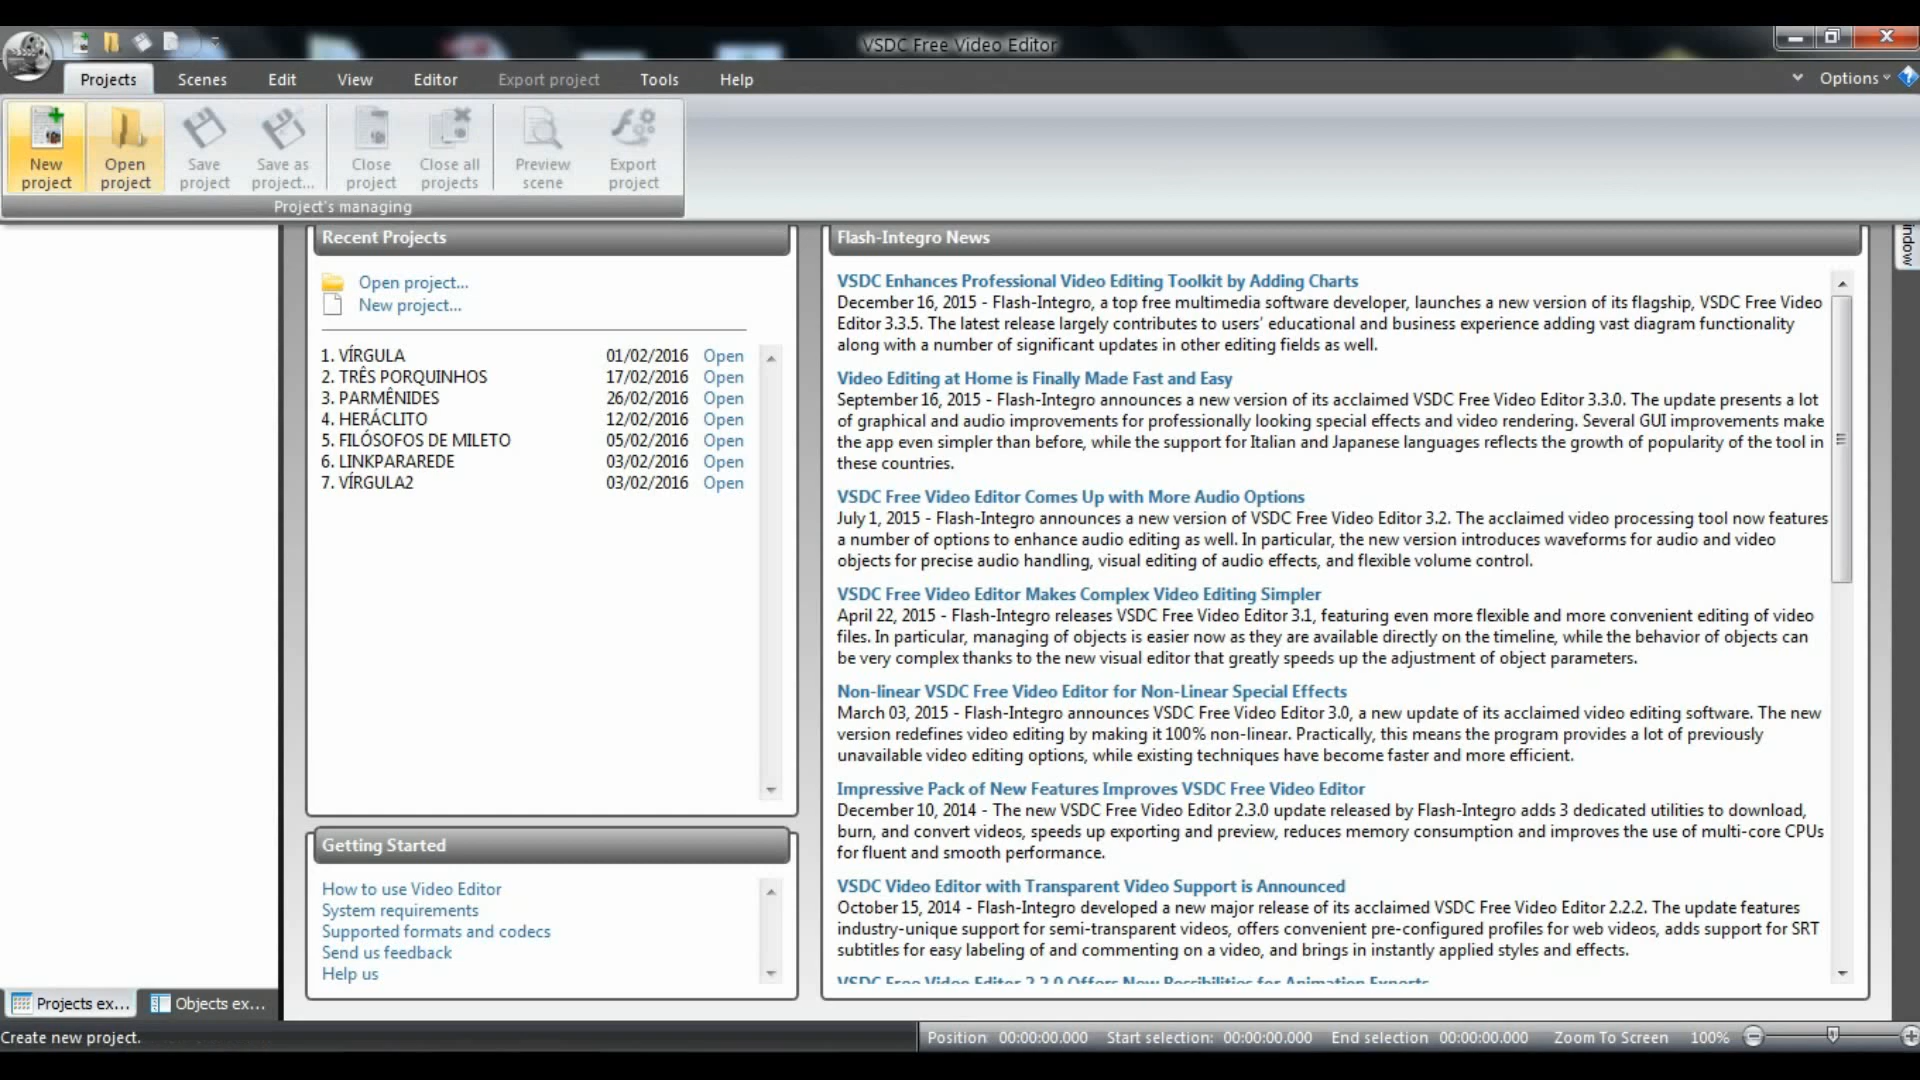 VSDC Free Video Editor
Projects Scenes Edit View Editor Export project Tools Help Options
New project
Open project
Save project
Save as project...
Close project
Close all projects
Preview scene
Export project
Project's managing
Recent Projects
Open project...
New project...
1. VÍRGULA 01/02/2016 Open
2. TRÊS PORQUINHOS 17/02/2016 Open
3. PARMÊNIDES 26/02/2016 Open
4. HERÁCLITO 12/02/2016 Open
5. FILÓSOFOS DE MILETO 05/02/2016 Open
6. LINKPARAREDE 03/02/2016 Open
7. VÍRGULA2 03/02/2016 Open
Getting Started
How to use Video Editor
System requirements
Supported formats and codecs
Send us feedback
Help us
Flash-Integro News
VSDC Enhances Professional Video Editing Toolkit by Adding Charts
December 16, 2015 - Flash-Integro, a top free multimedia software developer, launches a new version of its flagship, VSDC Free Video
Editor 3.3.5. The latest release largely contributes to users' educational and business experience adding vast diagram functionality
along with a number of significant updates in other editing fields as well.
Video Editing at Home is Finally Made Fast and Easy
September 16, 2015 - Flash-Integro announces a new version of its acclaimed VSDC Free Video Editor 3.3.0. The update presents a lot
of graphical and audio improvements for professionally looking special effects and video rendering. Several GUI improvements make
the app even simpler than before, while the support for Italian and Japanese languages reflects the growth of popularity of the tool in
these countries.
VSDC Free Video Editor Comes Up with More Audio Options
July 1, 2015 - Flash-Integro announces a new version of VSDC Free Video Editor 3.2. The acclaimed video processing tool now features
a number of options to enhance audio editing as well. In particular, the new version introduces waveforms for audio and video
objects for precise audio handling, visual editing of audio effects, and flexible volume control.
VSDC Free Video Editor Makes Complex Video Editing Simpler
April 22, 2015 - Flash-Integro releases VSDC Free Video Editor 3.1, featuring even more flexible and more convenient editing of video
files. In particular, managing of objects is easier now as they are available directly on the timeline, while the behavior of objects can
be very complex thanks to the new visual editor that greatly speeds up the adjustment of object parameters.
Non-linear VSDC Free Video Editor for Non-Linear Special Effects
March 03, 2015 - Flash-Integro announces VSDC Free Video Editor 3.0, a new update of its acclaimed video editing software. The new
version redefines video editing by making it 100% non-linear. Practically, this means the program provides a lot of previously
unavailable video editing options, while existing techniques have become faster and more efficient.
Impressive Pack of New Features Improves VSDC Free Video Editor
December 10, 2014 - The new VSDC Free Video Editor 2.3.0 update released by Flash-Integro adds 3 dedicated utilities to download,
burn, and convert videos, speeds up exporting and preview, reduces memory consumption and improves the use of multi-core CPUs
for fluent and smooth performance.
VSDC Video Editor with Transparent Video Support is Announced
October 15, 2014 - Flash-Integro developed a new major release of its acclaimed VSDC Free Video Editor 2.2.2. The update features
industry-unique support for semi-transparent videos, offers convenient pre-configured profiles for web videos, adds support for SRT
subtitles for easy labeling of and commenting on a video, and brings in instantly applied styles and effects.
VSDC Free Video Editor 2.2.0 Offers New Possibilities for Animation Experts
indow
Projects ex... Objects ex...
Create new project.
Position 00:00:00.000 Start selection: 00:00:00.000 End selection 00:00:00.000 Zoom To Screen 100%